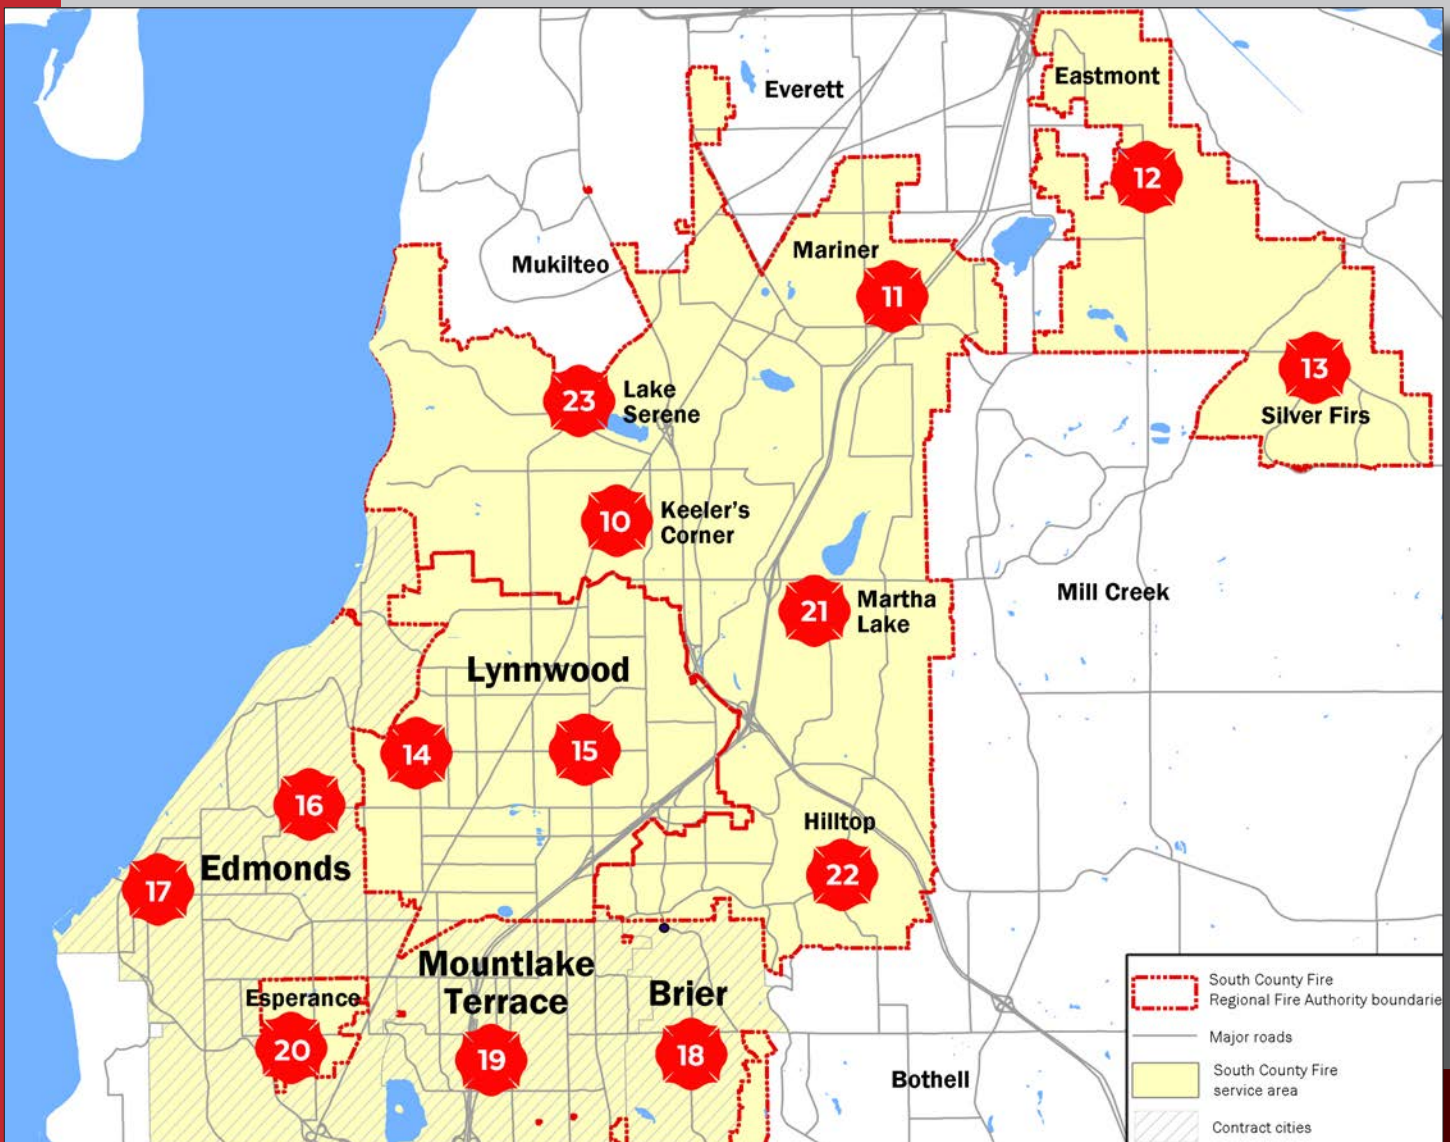 Everett
Eastmont
12
Mariner
Mukilteo
11
13
Silver Firs
23
Lake
Serene
10
Keeler's
Corner
21
Martha
Lake
Mill Creek
Lynnwood
14
15
16
Hilltop
22
17
Edmonds
Mountlake
Terrace
Brier
Esperance
20
19
18
Bothell
South County Fire
Regional Fire Authority boundarie
Major roads
South County Fire
service area
Contract cities